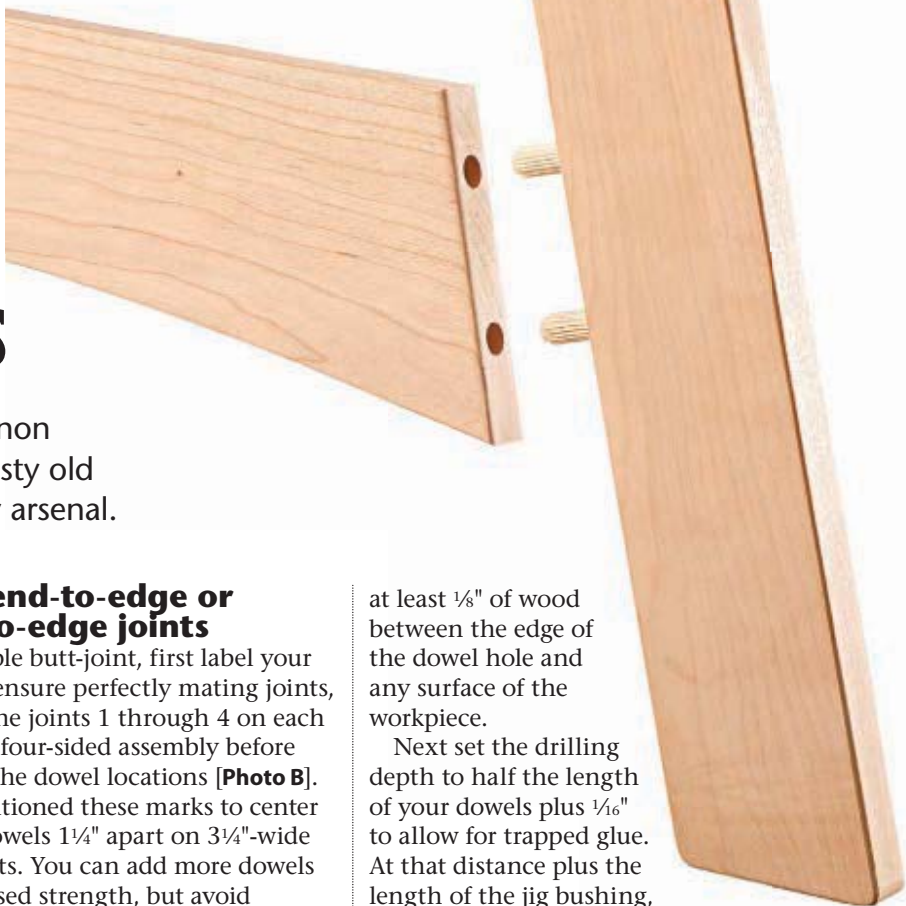 s
non
sty old
arsenal.
end-to-edge or
o-edge joints
ple butt-joint, first label your
ensure perfectly mating joints,
he joints 1 through 4 on each
four-sided assembly before
he dowel locations [Photo B].
tioned these marks to center
owels 1¼" apart on 3¼"-wide
ts. You can add more dowels
sed strength, but avoid
at least ⅛" of wood
between the edge of
the dowel hole and
any surface of the
workpiece.
Next set the drilling
depth to half the length
of your dowels plus 1⁄16"
to allow for trapped glue.
At that distance plus the
length of the jig bushing,